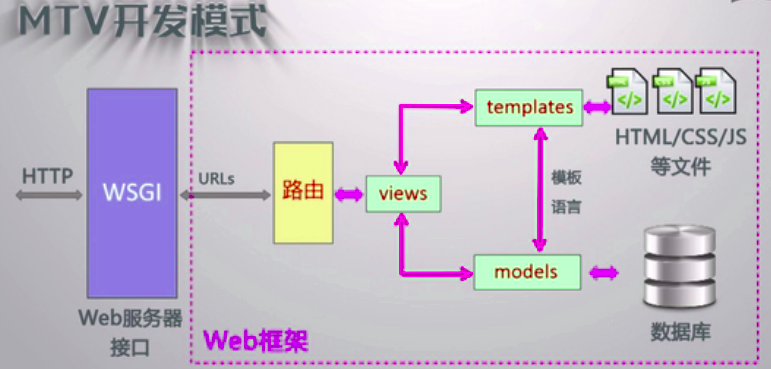 MTV开发模式
HTTP
WSGI
URLs
路由
views
templates
models
模板
语言
HTML/CSS/JS
等文件
数据库
Web服务器
接口
Web框架